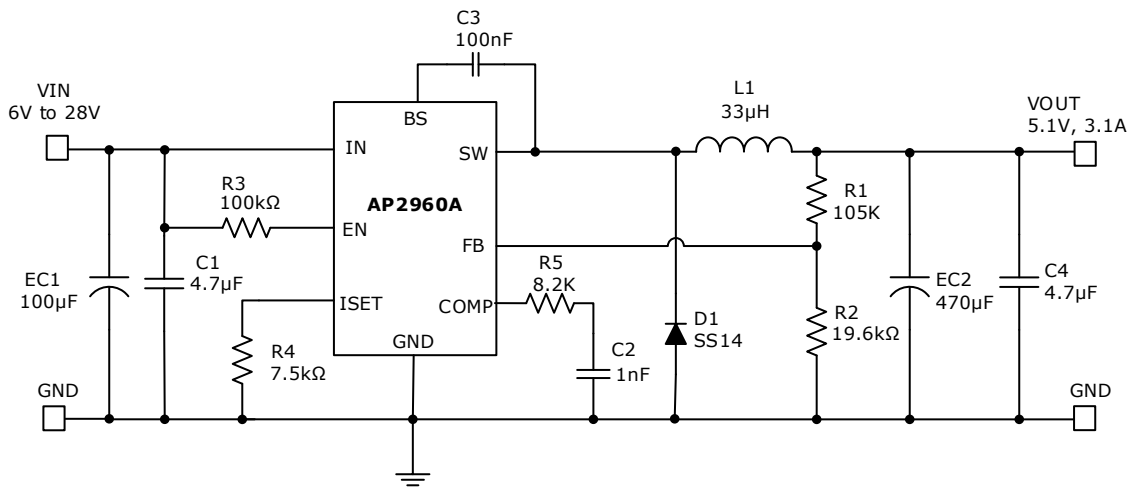 C3
100nF
VIN
6V to 28V
L1
33µH
VOUT
5.1V, 3.1A
BS
IN
SW
R3
100kΩ
AP2960A
R1
105K
EN
FB
C1
4.7µF
R5
8.2K
EC1
100µF
ISET
COMP
EC2
470µF
C4
4.7µF
D1
SS14
R2
19.6kΩ
GND
R4
7.5kΩ
C2
1nF
GND
GND